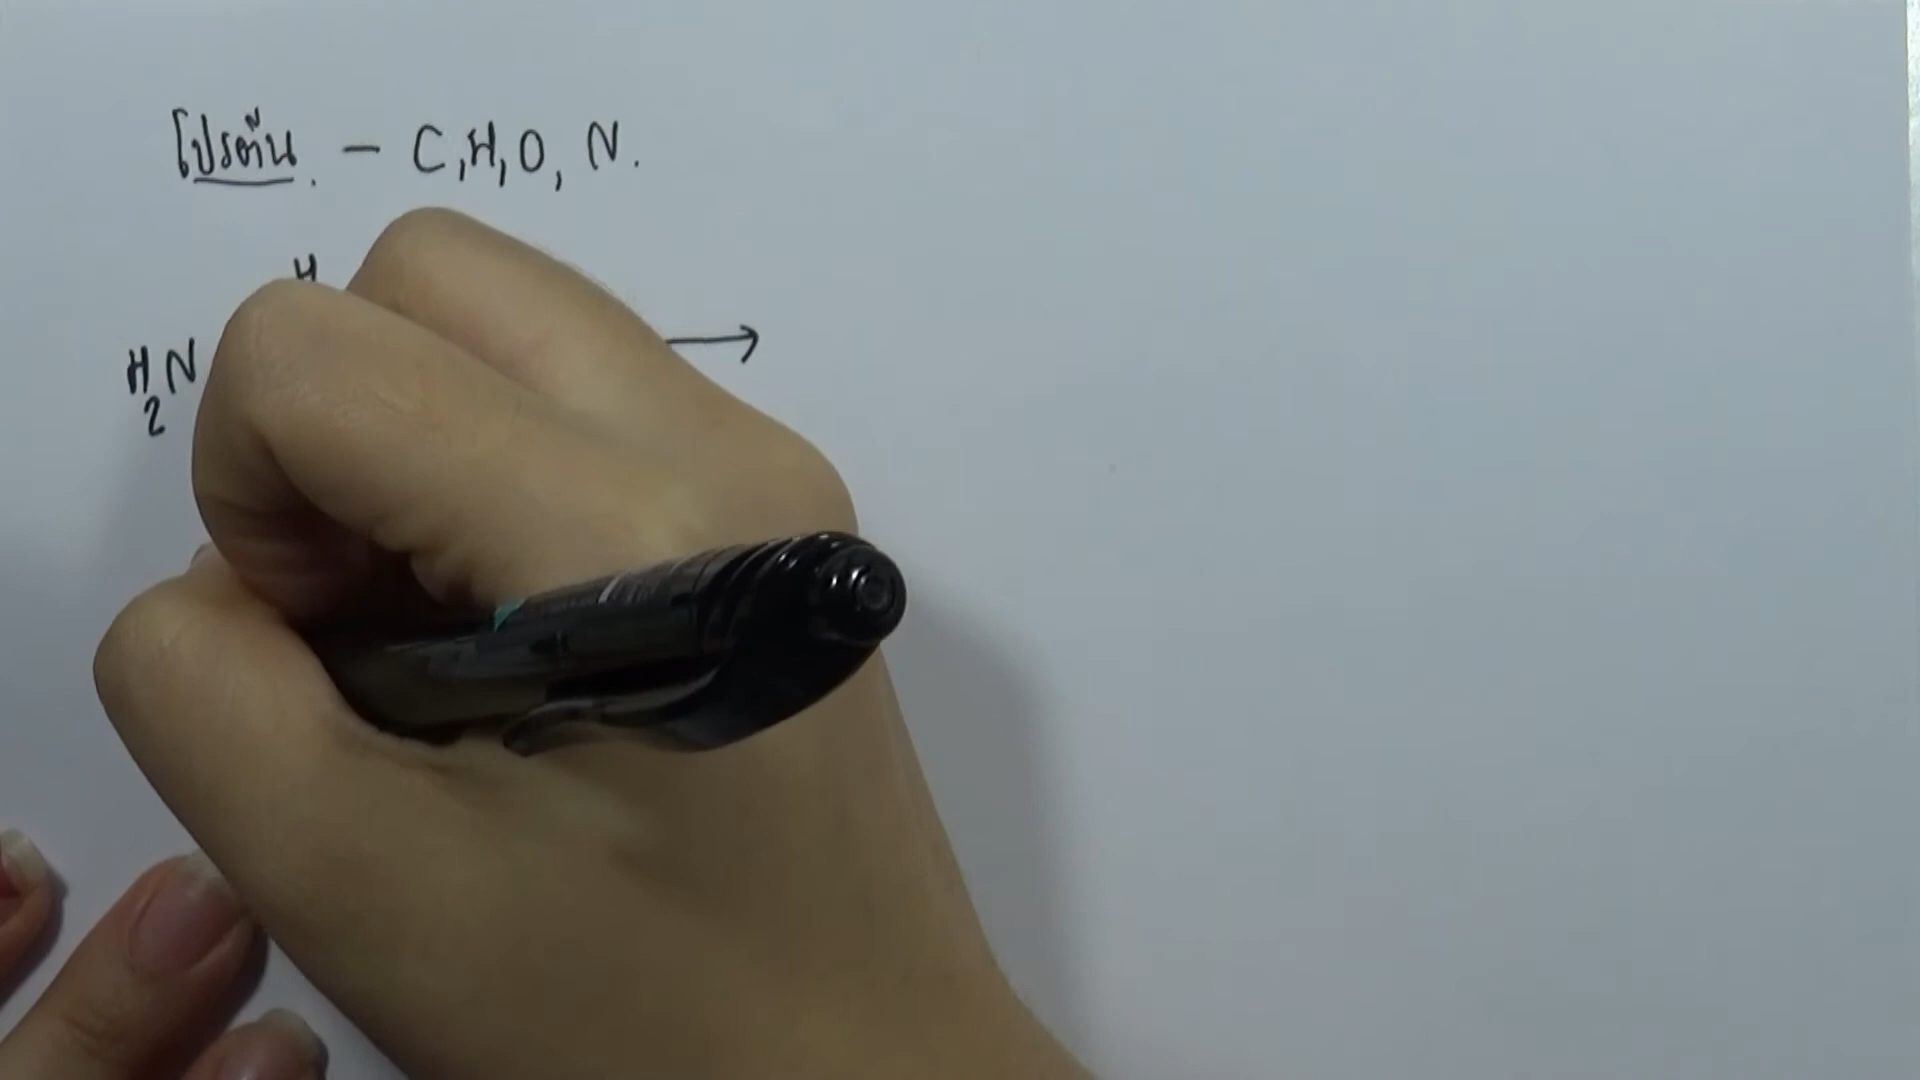 โปรตีน. – C,H,O, N.
H
H₂N →